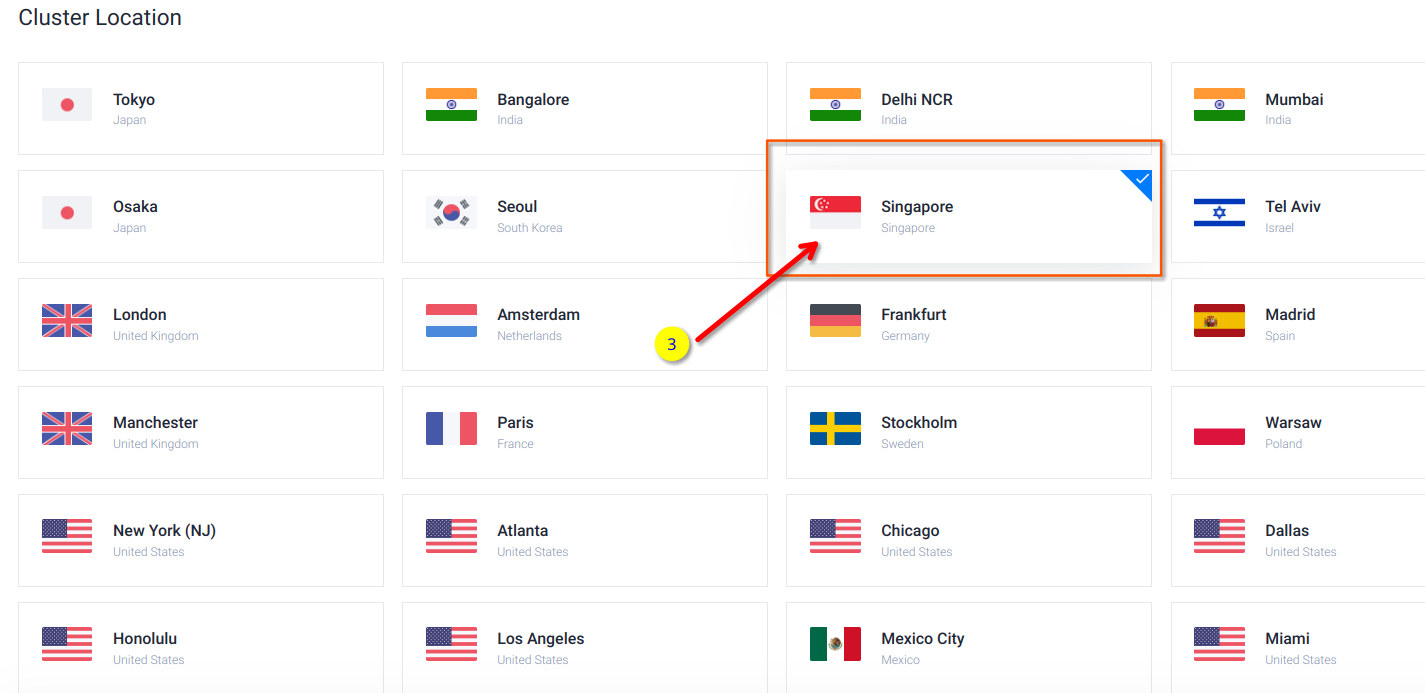 Cluster Location
Tokyo
Japan
Bangalore
India
Delhi NCR
India
Mumbai
India
Osaka
Japan
Seoul
South Korea
Singapore
Singapore
Tel Aviv
Israel
London
United Kingdom
Amsterdam
Netherlands
3
Frankfurt
Germany
Madrid
Spain
Manchester
United Kingdom
Paris
France
Stockholm
Sweden
Warsaw
Poland
New York (NJ)
United States
Atlanta
United States
Chicago
United States
Dallas
United States
Honolulu
United States
Los Angeles
United States
Mexico City
Mexico
Miami
United States